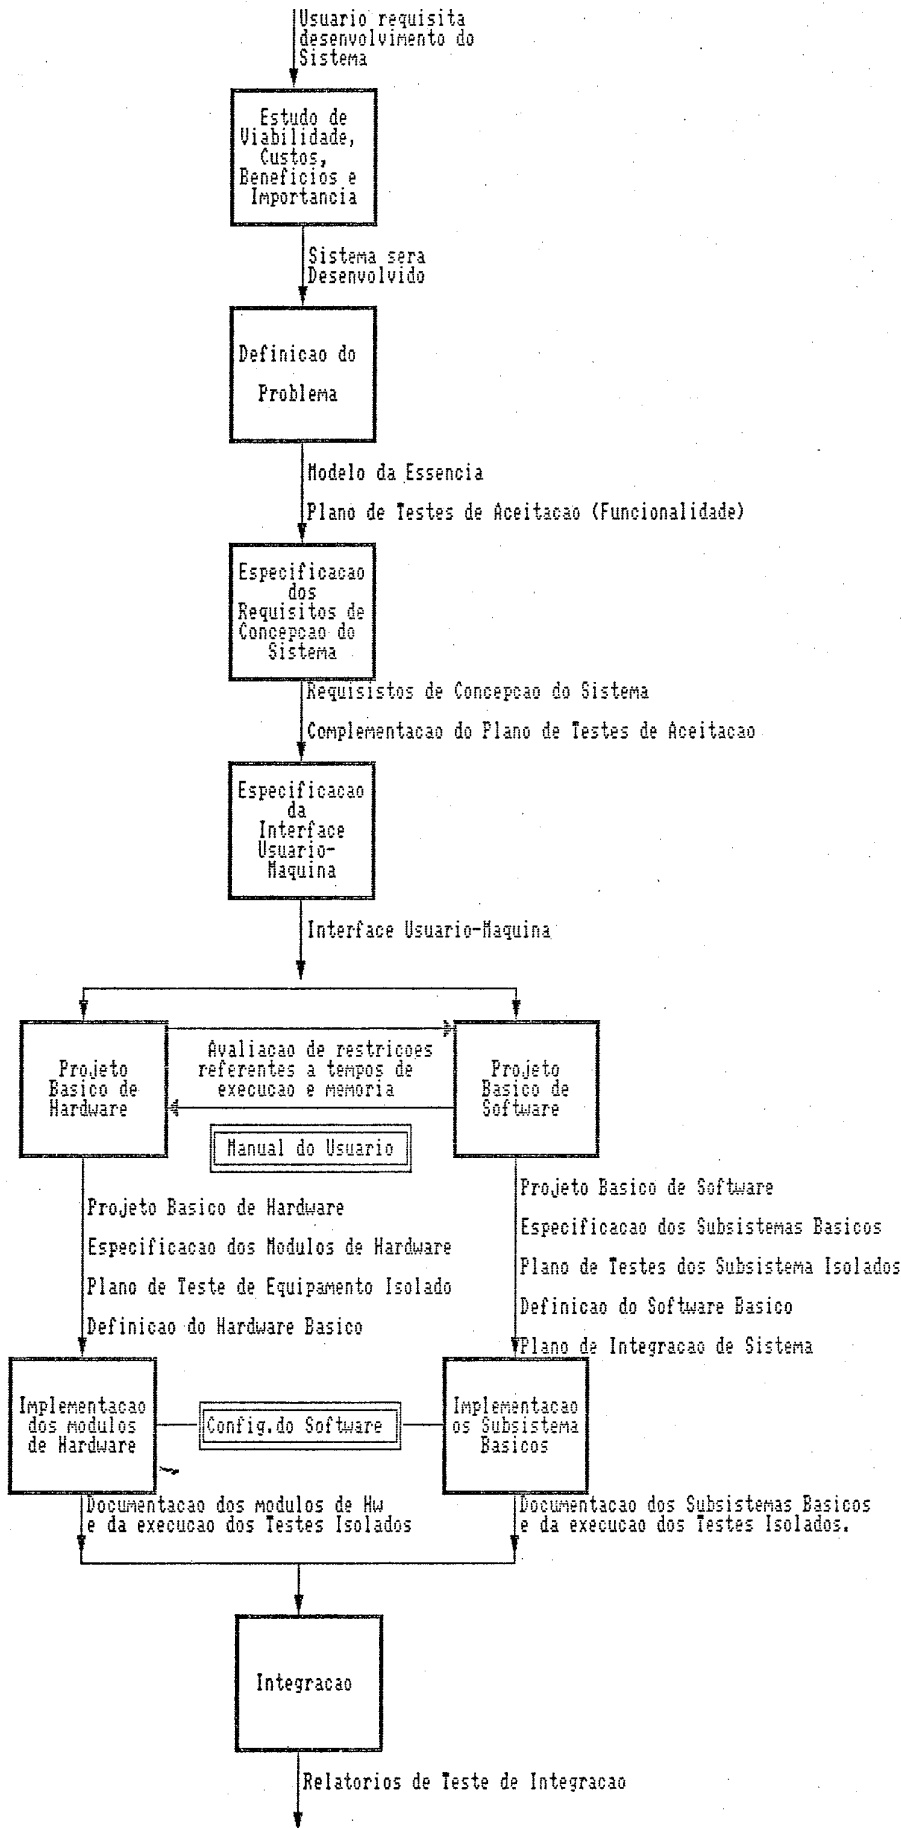 Usuario requisita
desenvolvimento do
Sistema
Estudo de
Viabilidade,
Custos,
Beneficios e
Importancia
Sistema sera
Desenvolvido
Definicao do
Problema
Modelo da Essencia
Plano de Testes de Aceitacao (Funcionalidade)
Especificacao
dos
Requisitos de
Concepcao do
Sistema
Requisistos de Concepcao do Sistema
Complementacao do Plano de Testes de Aceitacao
Especificacao
da
Interface
Usuario-
Maquina
Interface Usuario-Maquina
Projeto
Basico de
Hardware
Avaliacao de restricoes
referentes a tempos de
execucao e memoria
Projeto
Basico de
Software
Manual do Usuario
Projeto Basico de Hardware
Especificacao dos Modulos de Hardware
Plano de Teste de Equipamento Isolado
Definicao do Hardware Basico
Projeto Basico de Software
Especificacao dos Subsistemas Basicos
Plano de Testes dos Subsistema Isolados
Definicao do Software Basico
Plano de Integracao de Sistema
Implementacao
dos modulos
de Hardware
Config.do Software
Implementacao
os Subsistema
Basicos
Documentacao dos modulos de Hw
e da execucao dos Testes Isolados
Documentacao dos Subsistemas Basicos
e da execucao dos Testes Isolados.
Integracao
Relatorios de Teste de Integracao